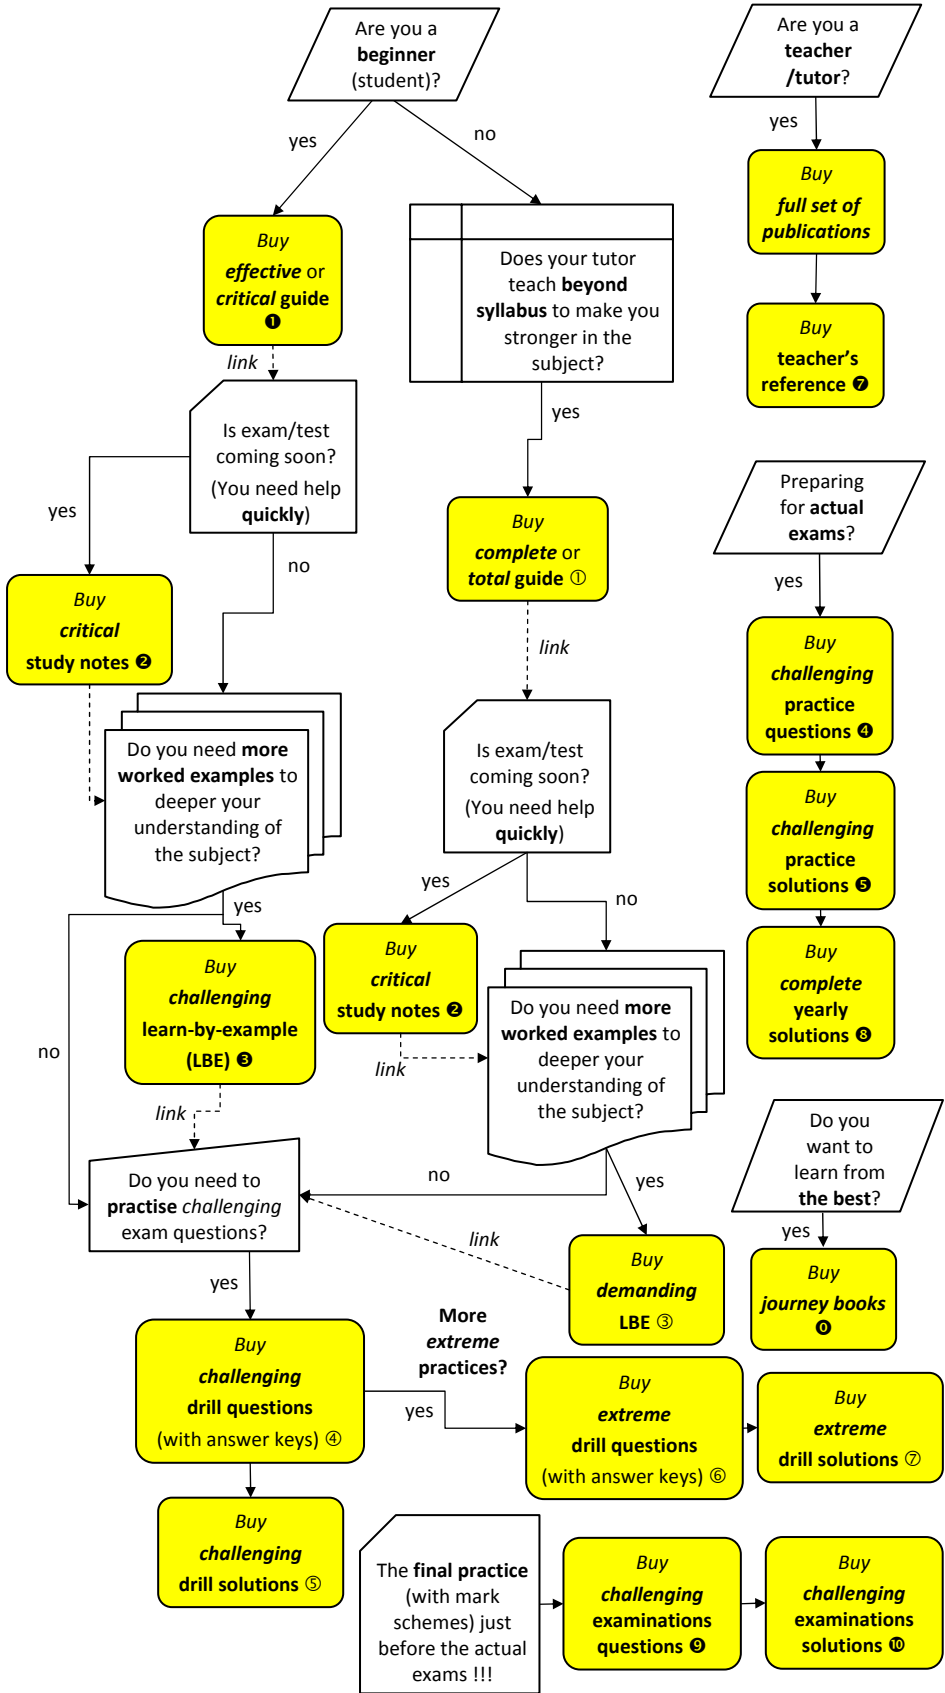 Are you a
beginner
(student)?
yes
no
Buy
effective or
critical guide
❶
link
Does your tutor
teach beyond
syllabus to make you
stronger in the
subject?
yes
Is exam/test
coming soon?
(You need help
quickly)
yes
no
Buy
critical
study notes ❷
Buy
complete or
total guide ①
link
Do you need more
worked examples to
deeper your
understanding of
the subject?
yes
no
Is exam/test
coming soon?
(You need help
quickly)
yes
no
Buy
challenging
learn-by-example
(LBE) ❸
link
Buy
critical
study notes ❷
link
Do you need more
worked examples to
deeper your
understanding of
the subject?
no
yes
Do you need to
practise challenging
exam questions?
yes
link
Buy
demanding
LBE ③
Buy
challenging
drill questions
(with answer keys) ④
More
extreme
practices?
yes
Buy
extreme
drill questions
(with answer keys) ⑥
Buy
extreme
drill solutions ⑦
Buy
challenging
drill solutions ⑤
The final practice
(with mark
schemes) just
before the actual
exams !!!
Buy
challenging
examinations
questions ❾
Buy
challenging
examinations
solutions ❿
Are you a
teacher
/tutor?
yes
Buy
full set of
publications
Buy
teacher’s
reference ❼
Preparing
for actual
exams?
yes
Buy
challenging
practice
questions ❹
Buy
challenging
practice
solutions ❺
Buy
complete
yearly
solutions ❽
Do you
want to
learn from
the best?
yes
Buy
journey books
⓿